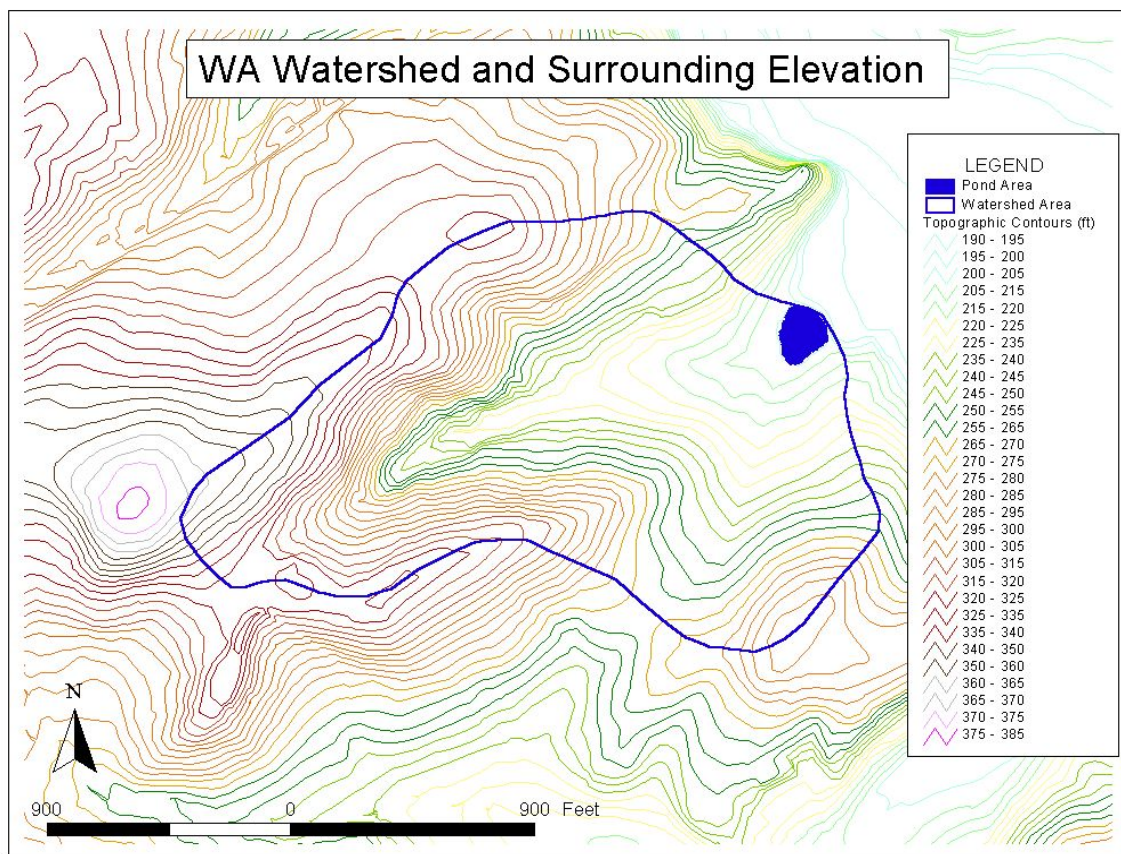 WA Watershed and Surrounding Elevation
LEGEND
Pond Area
Watershed Area
Topographic Contours (ft)
190 - 195
195 - 200
200 - 205
205 - 215
215 - 220
220 - 225
225 - 235
235 - 240
240 - 245
245 - 250
250 - 255
255 - 265
265 - 270
270 - 275
275 - 280
280 - 285
285 - 295
295 - 300
300 - 305
305 - 315
315 - 320
320 - 325
325 - 335
335 - 340
340 - 350
350 - 360
360 - 365
365 - 370
370 - 375
375 - 385
N
900 0 900 Feet